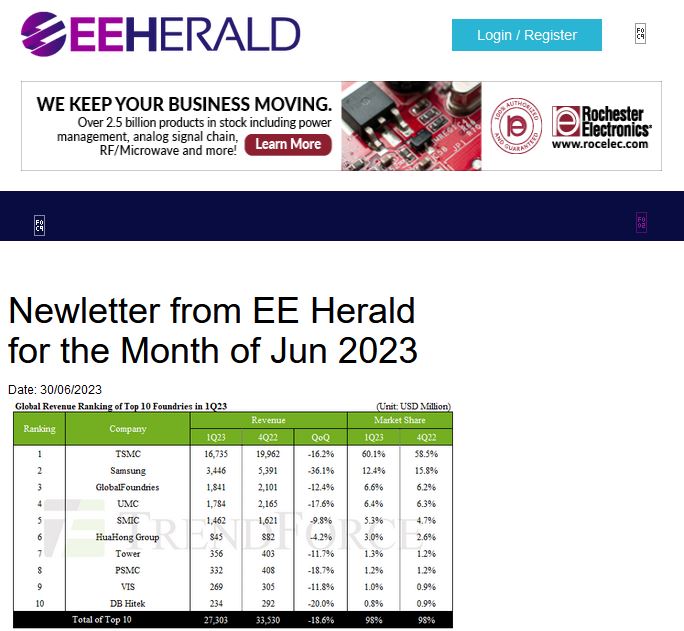 EEHERALD
Login / Register
WE KEEP YOUR BUSINESS MOVING.
Over 2.5 billion products in stock including power
management, analog signal chain,
RF/Microwave and more! Learn More
100% AUTHORIZED
AND GUARANTEED
Rochester
Electronics
www.rocelec.com
Newletter from EE Herald
for the Month of Jun 2023
Date: 30/06/2023
Global Revenue Ranking of Top 10 Foundries in 1Q23 (Unit: USD Million)
Ranking Company Revenue Market Share
1Q23 4Q22 QoQ 1Q23 4Q22
1 TSMC 16,735 19,962 -16.2% 60.1% 58.5%
2 Samsung 3,446 5,391 -36.1% 12.4% 15.8%
3 GlobalFoundries 1,841 2,101 -12.4% 6.6% 6.2%
4 UMC 1,784 2,165 -17.6% 6.4% 6.3%
5 SMIC 1,462 1,621 -9.8% 5.3% 4.7%
6 HuaHong Group 845 882 -4.2% 3.0% 2.6%
7 Tower 356 403 -11.7% 1.3% 1.2%
8 PSMC 332 408 -18.7% 1.2% 1.2%
9 VIS 269 305 -11.8% 1.0% 0.9%
10 DB Hitek 234 292 -20.0% 0.8% 0.9%
Total of Top 10 27,303 33,530 -18.6% 98% 98%
TRENDFORCE